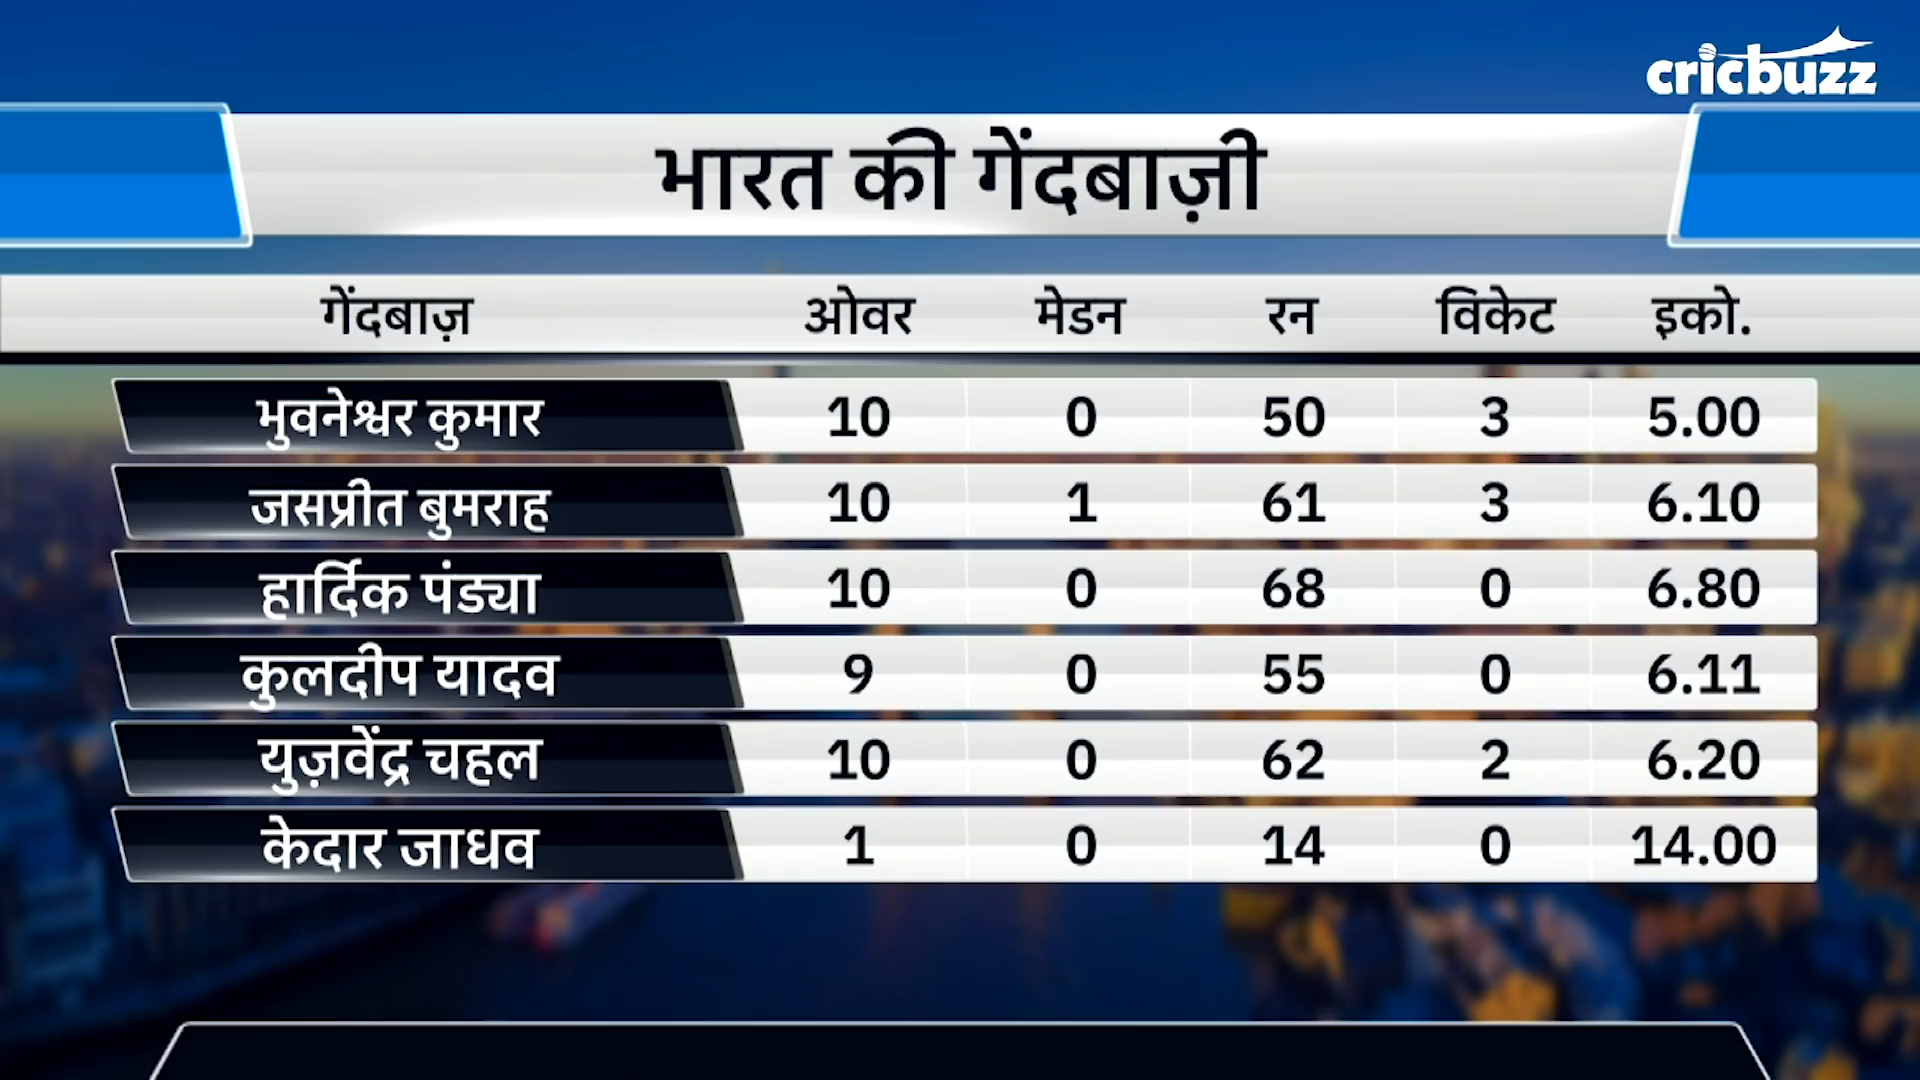 cricbuzz
भारत की गेंदबाज़ी
गेंदबाज़ ओवर मेडन रन विकेट इको.
भुवनेश्वर कुमार 10 0 50 3 5.00
जसप्रीत बुमराह 10 1 61 3 6.10
हार्दिक पंड्या 10 0 68 0 6.80
कुलदीप यादव 9 0 55 0 6.11
युज़वेंद्र चहल 10 0 62 2 6.20
केदार जाधव 1 0 14 0 14.00